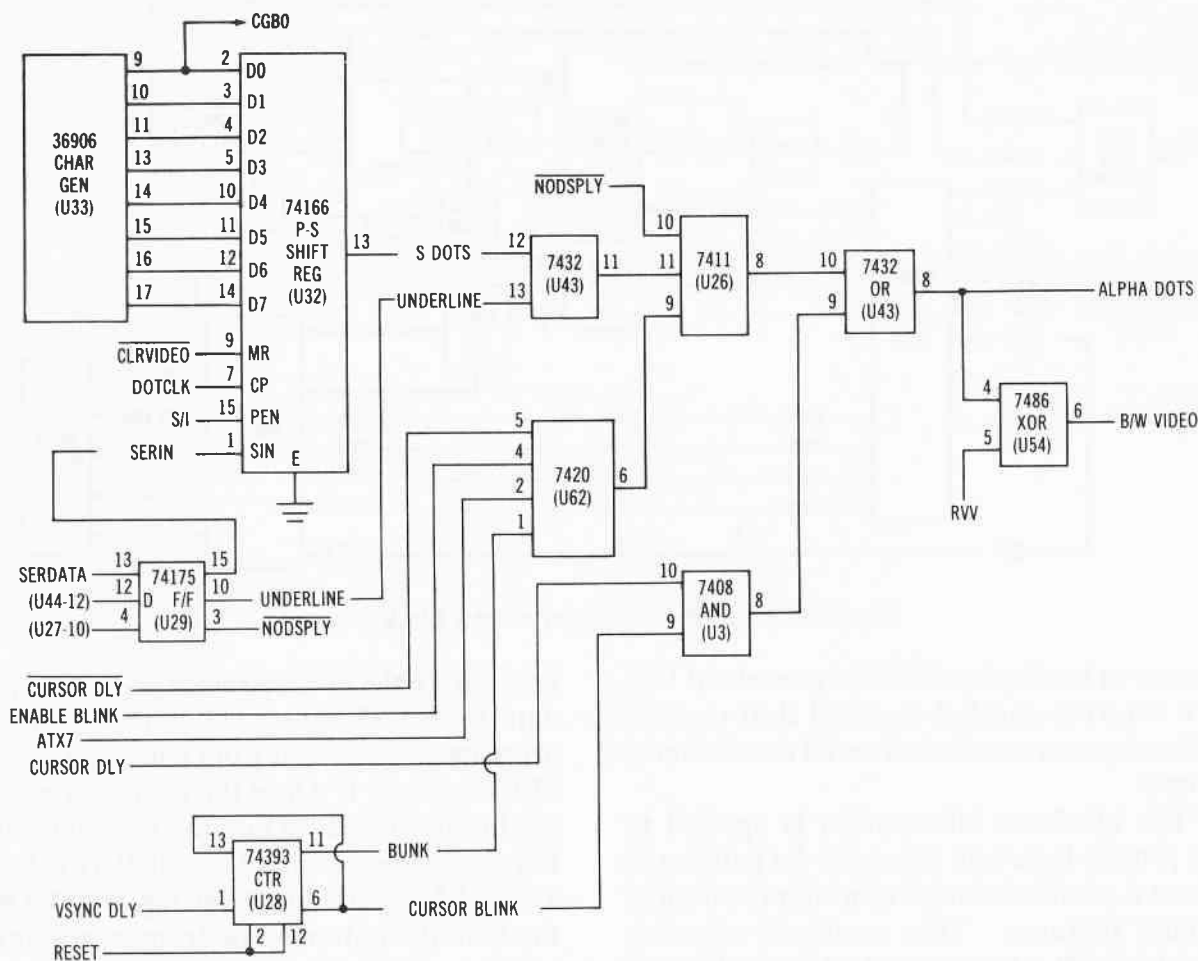 CGB0
36906
CHAR
GEN
(U33)
9
10
11
13
14
15
16
17
2
3
4
5
10
11
12
14
D0
D1
D2
D3
D4
D5
D6
D7
74166
P-S
SHIFT
REG
(U32)
13
CLRVIDEO 9 MR
DOTCLK 7 CP
S/I 15 PEN
SERIN 1 SIN
E
S DOTS 12
UNDERLINE 13
7432
(U43)
11
NODSPLY
10
11
9
7411
(U26)
8
10
9
7432
OR
(U43)
8
ALPHA DOTS
4
5
7486
XOR
(U54)
6
B/W VIDEO
RVV
5
4
2
1
7420
(U62)
6
SERDATA 13
(U44-12) 12
(U27-10) 4
74175
D F/F
(U29)
15
10 UNDERLINE
3 NODSPLY
10
9
7408
AND
(U3)
8
CURSOR DLY
ENABLE BLINK
ATX7
CURSOR DLY
13
74393
CTR
(U28)
11 BUNK
6 CURSOR BLINK
VSYNC DLY 1
2 12
RESET